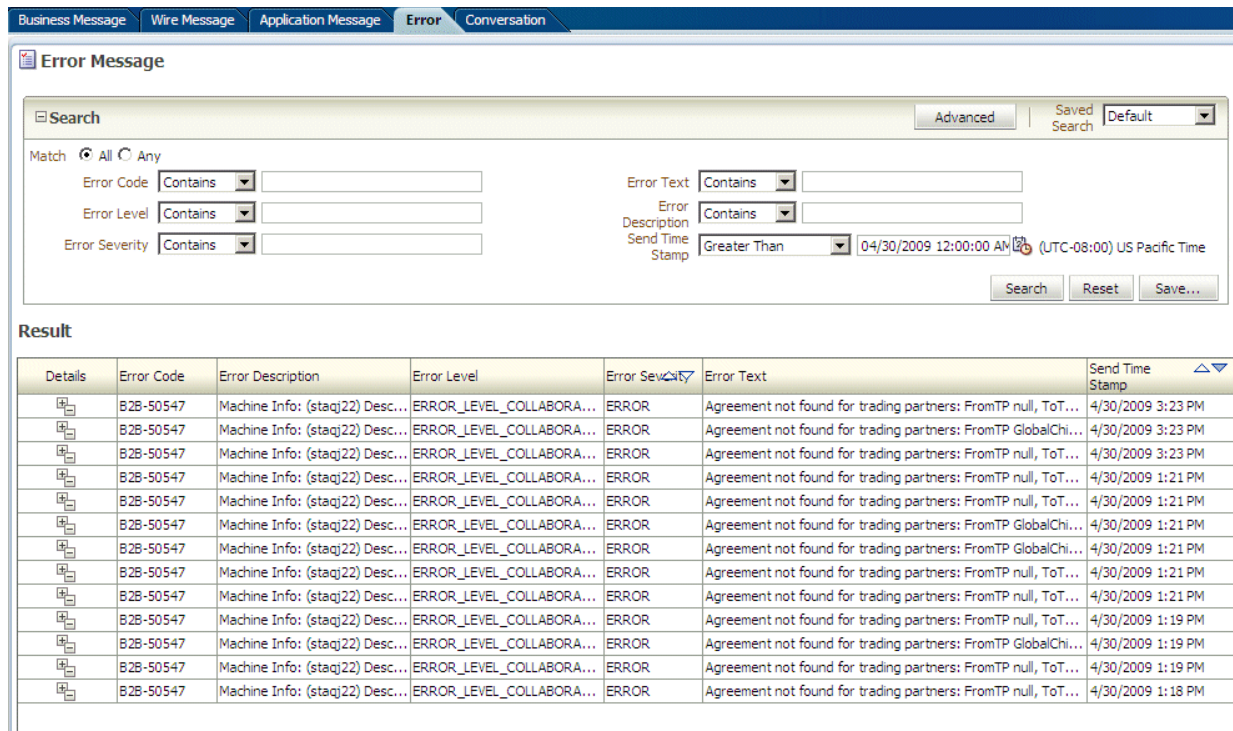 Business Message Wire Message Application Message Error Conversation
Error Message
Search Advanced Saved Search Default
Match All Any
Error Code Contains Error Text Contains
Error Level Contains Error Description Contains
Error Severity Contains Send Time Stamp Greater Than 04/30/2009 12:00:00 AM (UTC-08:00) US Pacific Time
Search Reset Save...
Result
Details Error Code Error Description Error Level Error Severity Error Text Send Time Stamp
B2B-50547 Machine Info: (staqj22) Desc... ERROR_LEVEL_COLLABORA... ERROR Agreement not found for trading partners: FromTP null, ToT... 4/30/2009 3:23 PM
B2B-50547 Machine Info: (staqj22) Desc... ERROR_LEVEL_COLLABORA... ERROR Agreement not found for trading partners: FromTP GlobalChi... 4/30/2009 3:23 PM
B2B-50547 Machine Info: (staqj22) Desc... ERROR_LEVEL_COLLABORA... ERROR Agreement not found for trading partners: FromTP null, ToT... 4/30/2009 3:23 PM
B2B-50547 Machine Info: (staqj22) Desc... ERROR_LEVEL_COLLABORA... ERROR Agreement not found for trading partners: FromTP null, ToT... 4/30/2009 1:21 PM
B2B-50547 Machine Info: (staqj22) Desc... ERROR_LEVEL_COLLABORA... ERROR Agreement not found for trading partners: FromTP null, ToT... 4/30/2009 1:21 PM
B2B-50547 Machine Info: (staqj22) Desc... ERROR_LEVEL_COLLABORA... ERROR Agreement not found for trading partners: FromTP GlobalChi... 4/30/2009 1:21 PM
B2B-50547 Machine Info: (staqj22) Desc... ERROR_LEVEL_COLLABORA... ERROR Agreement not found for trading partners: FromTP GlobalChi... 4/30/2009 1:21 PM
B2B-50547 Machine Info: (staqj22) Desc... ERROR_LEVEL_COLLABORA... ERROR Agreement not found for trading partners: FromTP null, ToT... 4/30/2009 1:21 PM
B2B-50547 Machine Info: (staqj22) Desc... ERROR_LEVEL_COLLABORA... ERROR Agreement not found for trading partners: FromTP null, ToT... 4/30/2009 1:21 PM
B2B-50547 Machine Info: (staqj22) Desc... ERROR_LEVEL_COLLABORA... ERROR Agreement not found for trading partners: FromTP null, ToT... 4/30/2009 1:19 PM
B2B-50547 Machine Info: (staqj22) Desc... ERROR_LEVEL_COLLABORA... ERROR Agreement not found for trading partners: FromTP GlobalChi... 4/30/2009 1:19 PM
B2B-50547 Machine Info: (staqj22) Desc... ERROR_LEVEL_COLLABORA... ERROR Agreement not found for trading partners: FromTP null, ToT... 4/30/2009 1:19 PM
B2B-50547 Machine Info: (staqj22) Desc... ERROR_LEVEL_COLLABORA... ERROR Agreement not found for trading partners: FromTP null, ToT... 4/30/2009 1:18 PM